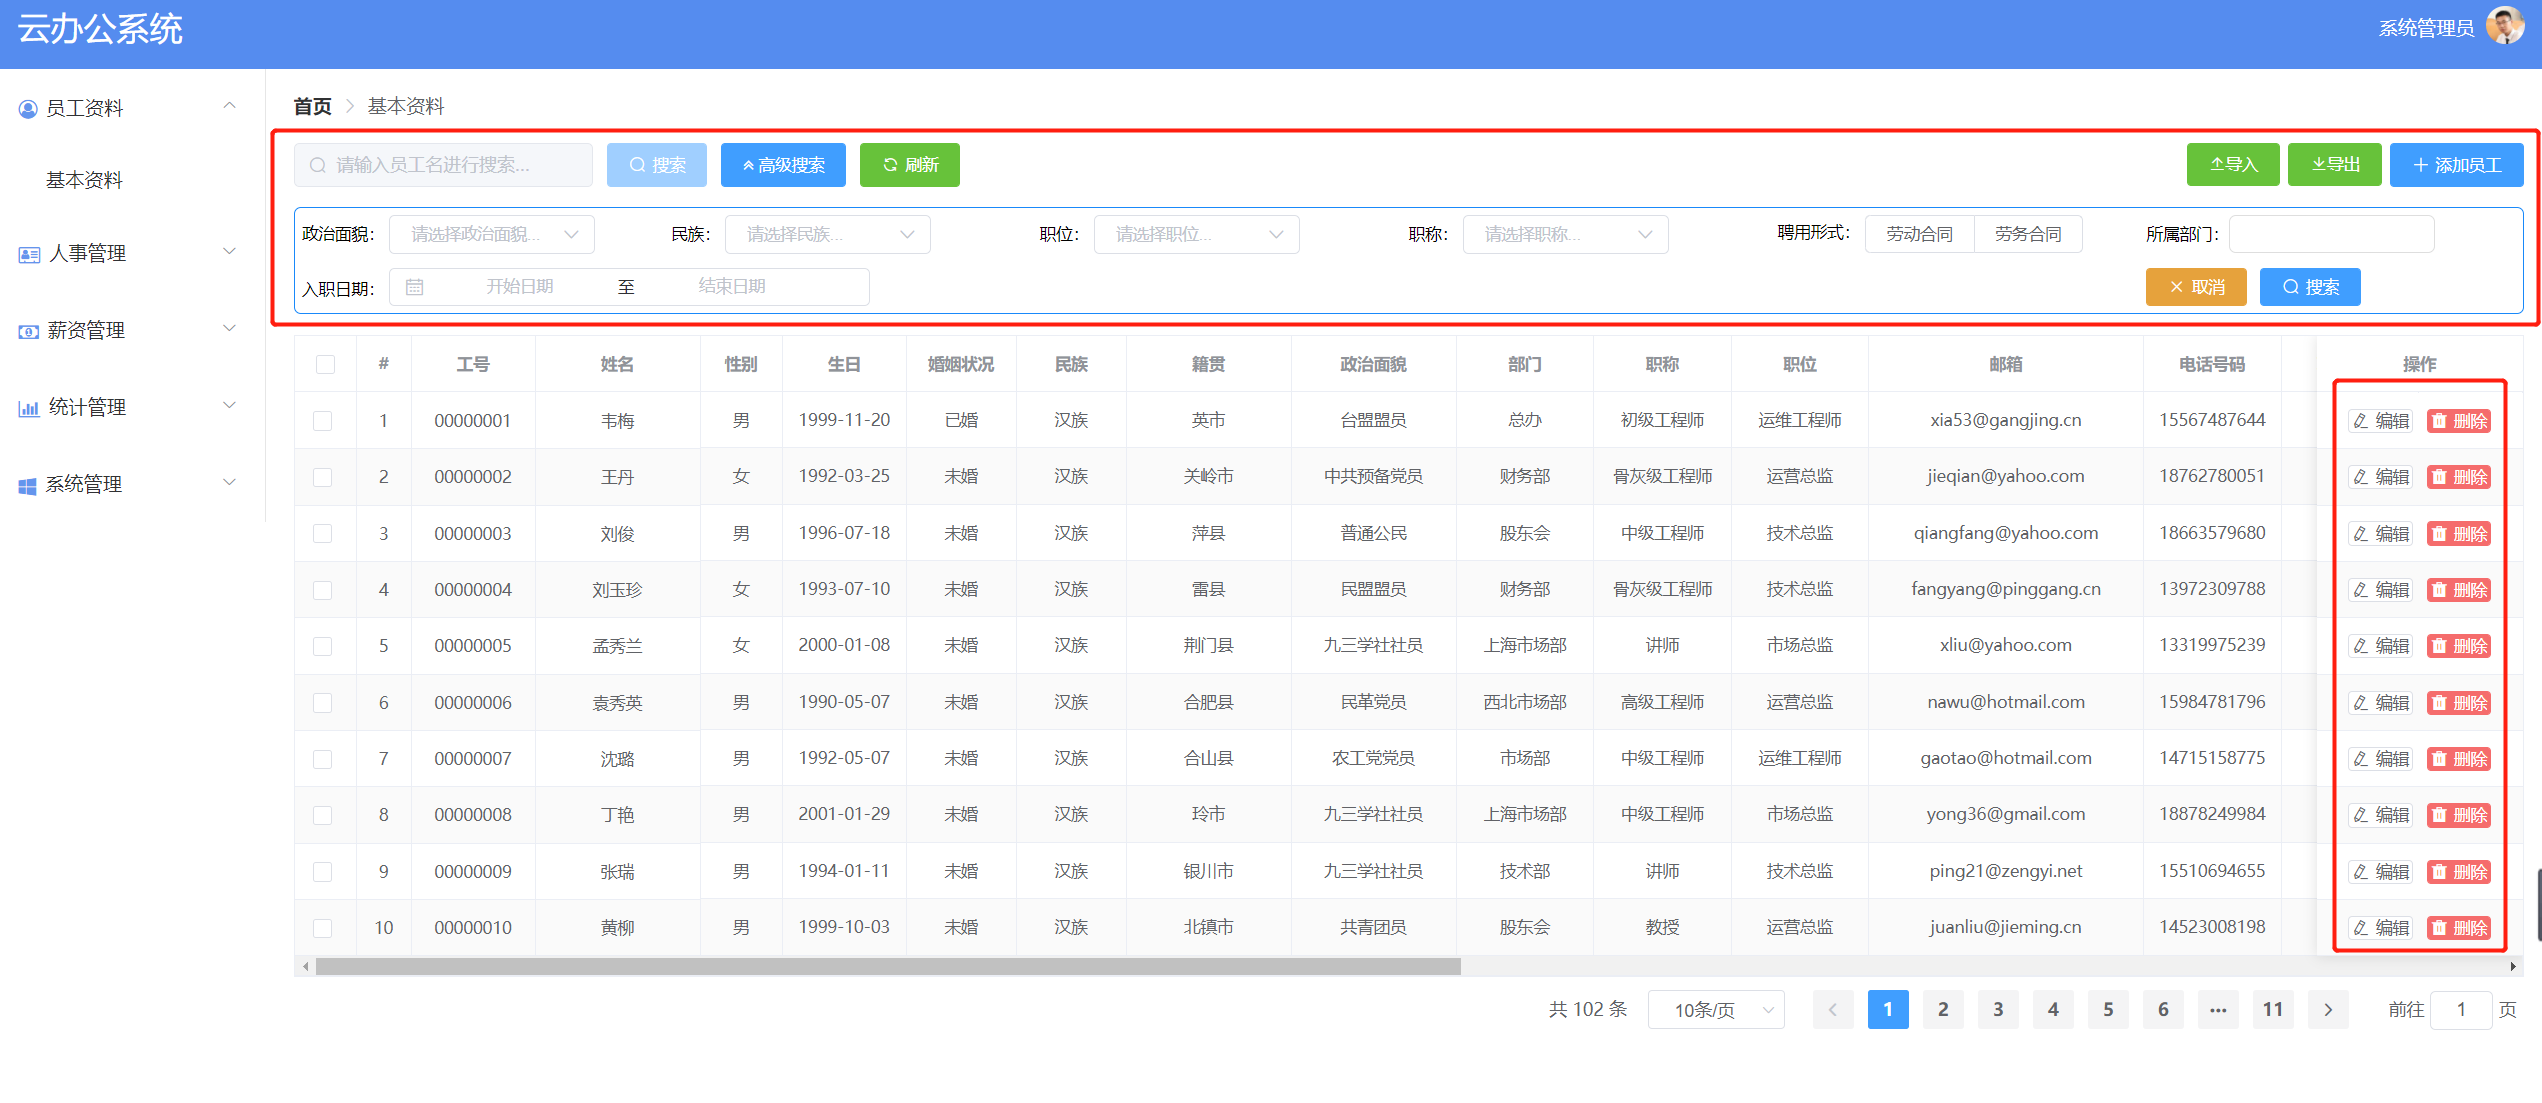 云办公系统
系统管理员
员工资料
基本资料
人事管理
薪资管理
统计管理
系统管理
首页 > 基本资料
请输入员工名进行搜索... 搜索 高级搜索 刷新 导入 导出 + 添加员工
政治面貌: 请选择政治面貌... 民族: 请选择民族... 职位: 请选择职位... 职称: 请选择职称... 聘用形式: 劳动合同 劳务合同 所属部门:
入职日期: 开始日期 至 结束日期 × 取消 搜索
# 工号 姓名 性别 生日 婚姻状况 民族 籍贯 政治面貌 部门 职称 职位 邮箱 电话号码 操作
1 00000001 韦梅 男 1999-11-20 已婚 汉族 英市 台盟盟员 总办 初级工程师 运维工程师 xia53@gangjing.cn 15567487644 编辑 删除
2 00000002 王丹 女 1992-03-25 未婚 汉族 关岭市 中共预备党员 财务部 骨灰级工程师 运营总监 jieqian@yahoo.com 18762780051 编辑 删除
3 00000003 刘俊 男 1996-07-18 未婚 汉族 萍县 普通公民 股东会 中级工程师 技术总监 qiangfang@yahoo.com 18663579680 编辑 删除
4 00000004 刘玉珍 女 1993-07-10 未婚 汉族 雷县 民盟盟员 财务部 骨灰级工程师 技术总监 fangyang@pinggang.cn 13972309788 编辑 删除
5 00000005 孟秀兰 女 2000-01-08 未婚 汉族 荆门县 九三学社社员 上海市场部 讲师 市场总监 xliu@yahoo.com 13319975239 编辑 删除
6 00000006 袁秀英 男 1990-05-07 未婚 汉族 合肥县 民革党员 西北市场部 高级工程师 运营总监 nawu@hotmail.com 15984781796 编辑 删除
7 00000007 沈璐 男 1992-05-07 未婚 汉族 合山县 农工党党员 市场部 中级工程师 运维工程师 gaotao@hotmail.com 14715158775 编辑 删除
8 00000008 丁艳 男 2001-01-29 未婚 汉族 玲市 九三学社社员 上海市场部 中级工程师 市场总监 yong36@gmail.com 18878249984 编辑 删除
9 00000009 张瑞 男 1994-01-11 未婚 汉族 银川市 九三学社社员 技术部 讲师 技术总监 ping21@zengyi.net 15510694655 编辑 删除
10 00000010 黄柳 男 1999-10-03 未婚 汉族 北镇市 共青团员 股东会 教授 运营总监 juanliu@jieming.cn 14523008198 编辑 删除
共 102 条 10条/页 < 1 2 3 4 5 6 ··· 11 > 前往 1 页